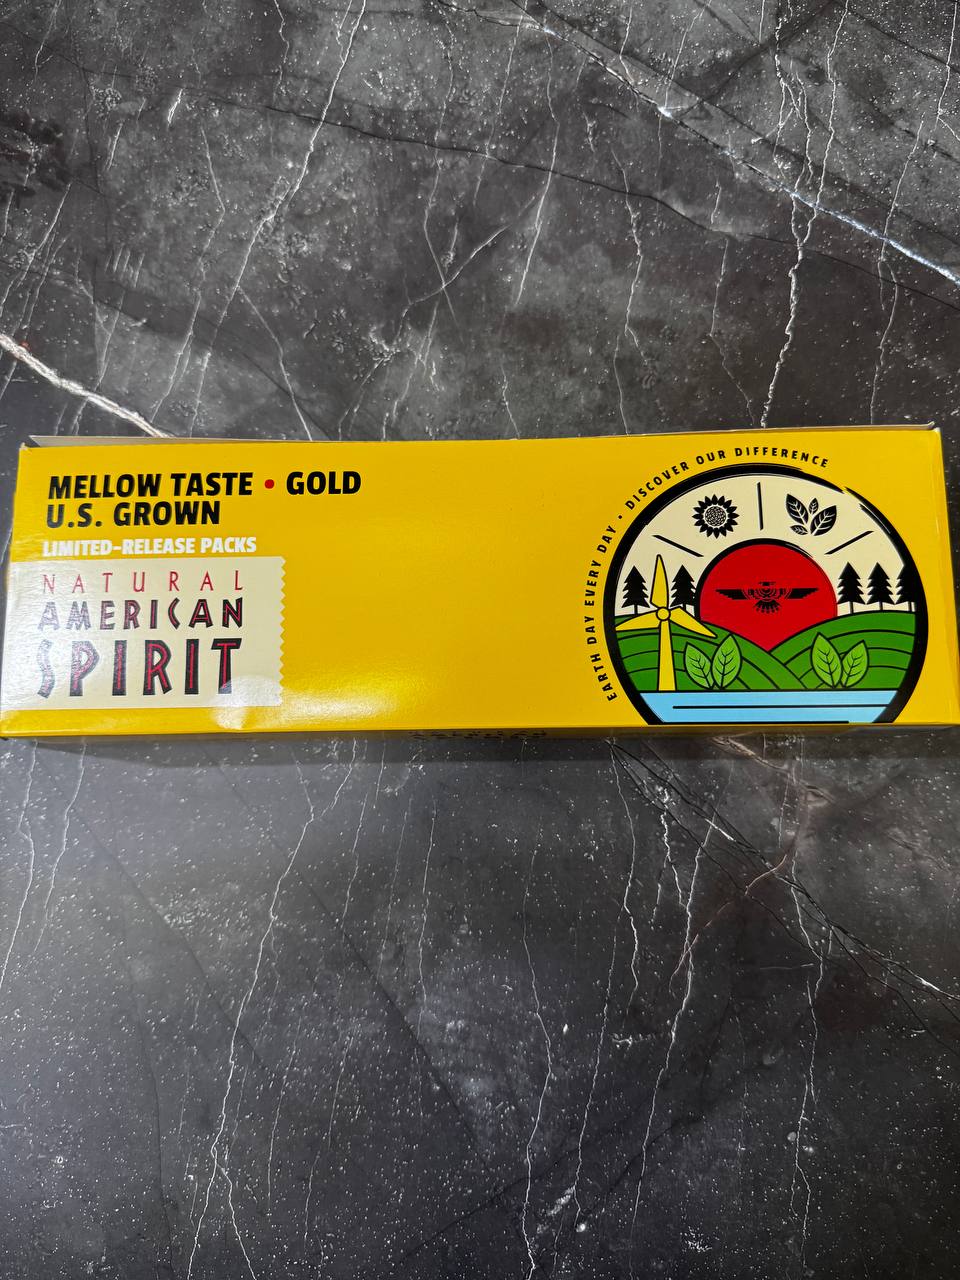 MELLOW TASTE • GOLD
U.S. GROWN
LIMITED-RELEASE PACKS
NATURAL
AMERICAN
SPIRIT
EARTH DAY EVERY DAY • DISCOVER OUR DIFFERENCE